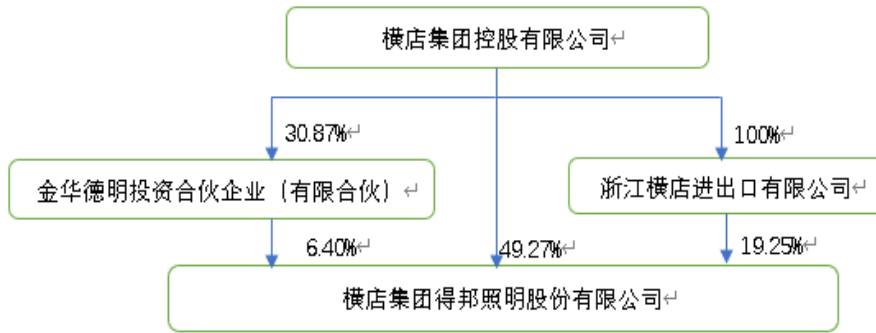 横店集团控股有限公司↵
30.87%↵
100%↵
金华德明投资合伙企业（有限合伙）↵
浙江横店进出口有限公司↵
6.40%↵
49.27%↵
19.25%↵
横店集团得邦照明股份有限公司↵